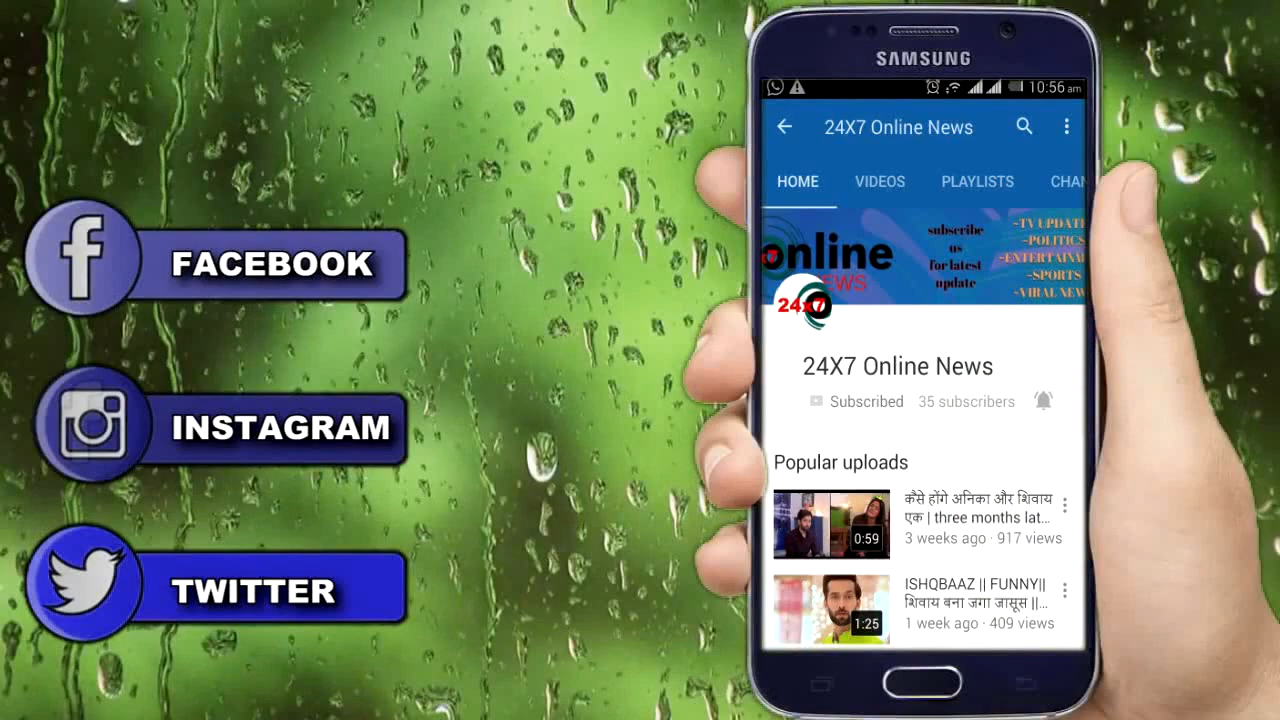 FACEBOOK
INSTAGRAM
TWITTER
SAMSUNG
10:56 am
24X7 Online News
HOME VIDEOS PLAYLISTS CHAN
online
NEWS
24x7
subscribe
us
for latest
update
~TV UPDATE
~POLITICS
~ENTERTAINM
~SPORTS
~VIRAL NEW
24X7 Online News
Subscribed 35 subscribers
Popular uploads
0:59
कैसे होंगे अनिका और शिवाय
एक | three months lat...
3 weeks ago · 917 views
1:25
ISHQBAAZ || FUNNY||
शिवाय बना जगा जासूस ||...
1 week ago · 409 views